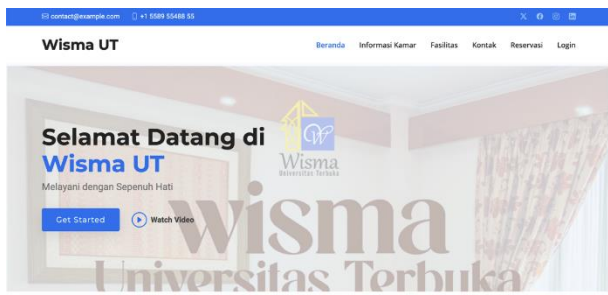 contact@example.com +1 5589 55488 55
Wisma UT
Beranda Informasi Kamar Fasilitas Kontak Reservasi Login
Selamat Datang di
Wisma UT
Melayani dengan Sepenuh Hati
Get Started Watch Video
W
Wisma
Universitas Terbuka
wisma
Universitas Terbuka